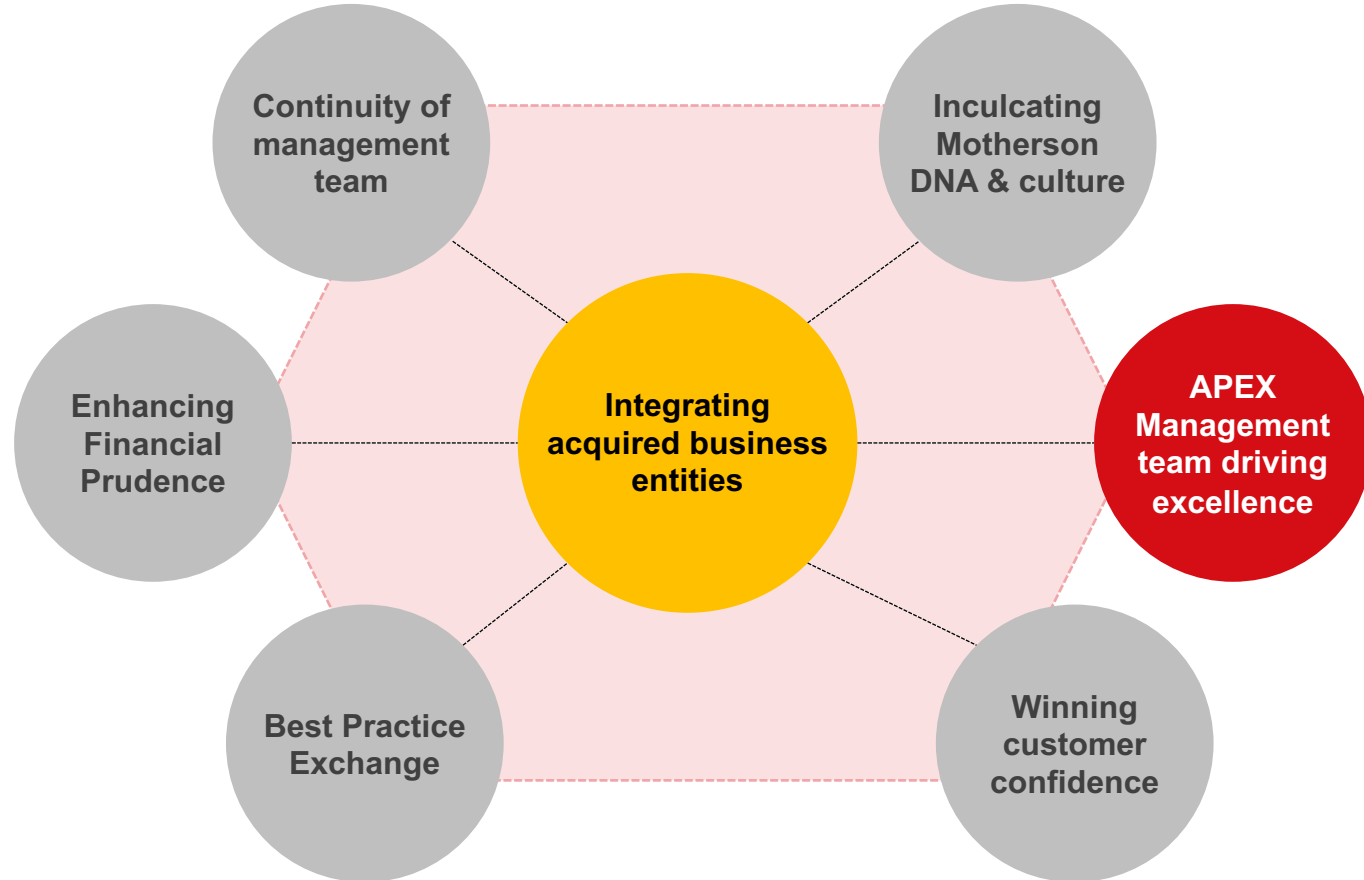 Continuity of
management
team
Inculcating
Motherson
DNA & culture
Enhancing
Financial
Prudence
Integrating
acquired business
entities
APEX
Management
team driving
excellence
Best Practice
Exchange
Winning
customer
confidence